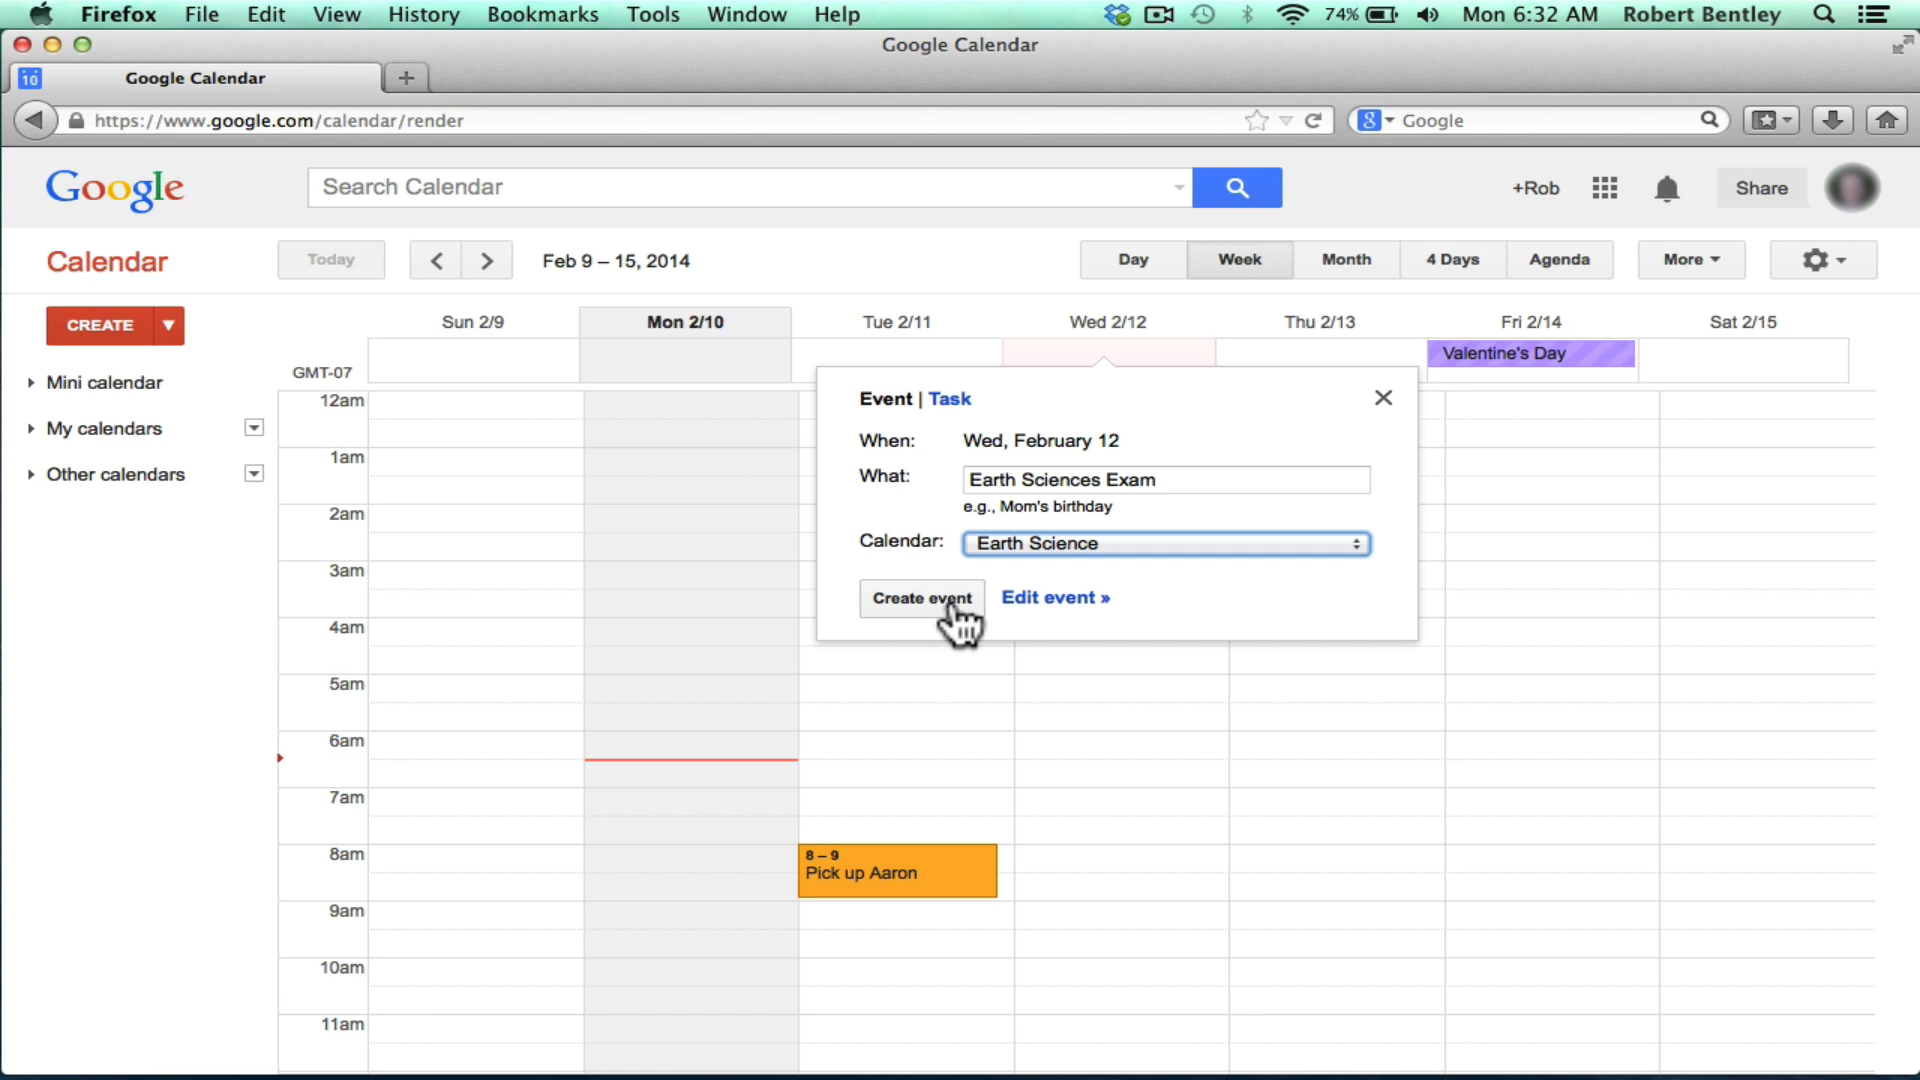 Firefox File Edit View History Bookmarks Tools Window Help 74% Mon 6:32 AM Robert Bentley
Google Calendar
10 Google Calendar +
https://www.google.com/calendar/render 8 Google
Google Search Calendar +Rob Share
Calendar Today < > Feb 9 – 15, 2014 Day Week Month 4 Days Agenda More
CREATE
Sun 2/9 Mon 2/10 Tue 2/11 Wed 2/12 Thu 2/13 Fri 2/14 Sat 2/15
Valentine's Day
GMT-07
Mini calendar
My calendars
Other calendars
12am
1am
2am
3am
4am
5am
6am
7am
8am
9am
10am
11am
Event | Task
When: Wed, February 12
What: Earth Sciences Exam
e.g., Mom's birthday
Calendar: Earth Science
Create event Edit event »
8 – 9
Pick up Aaron